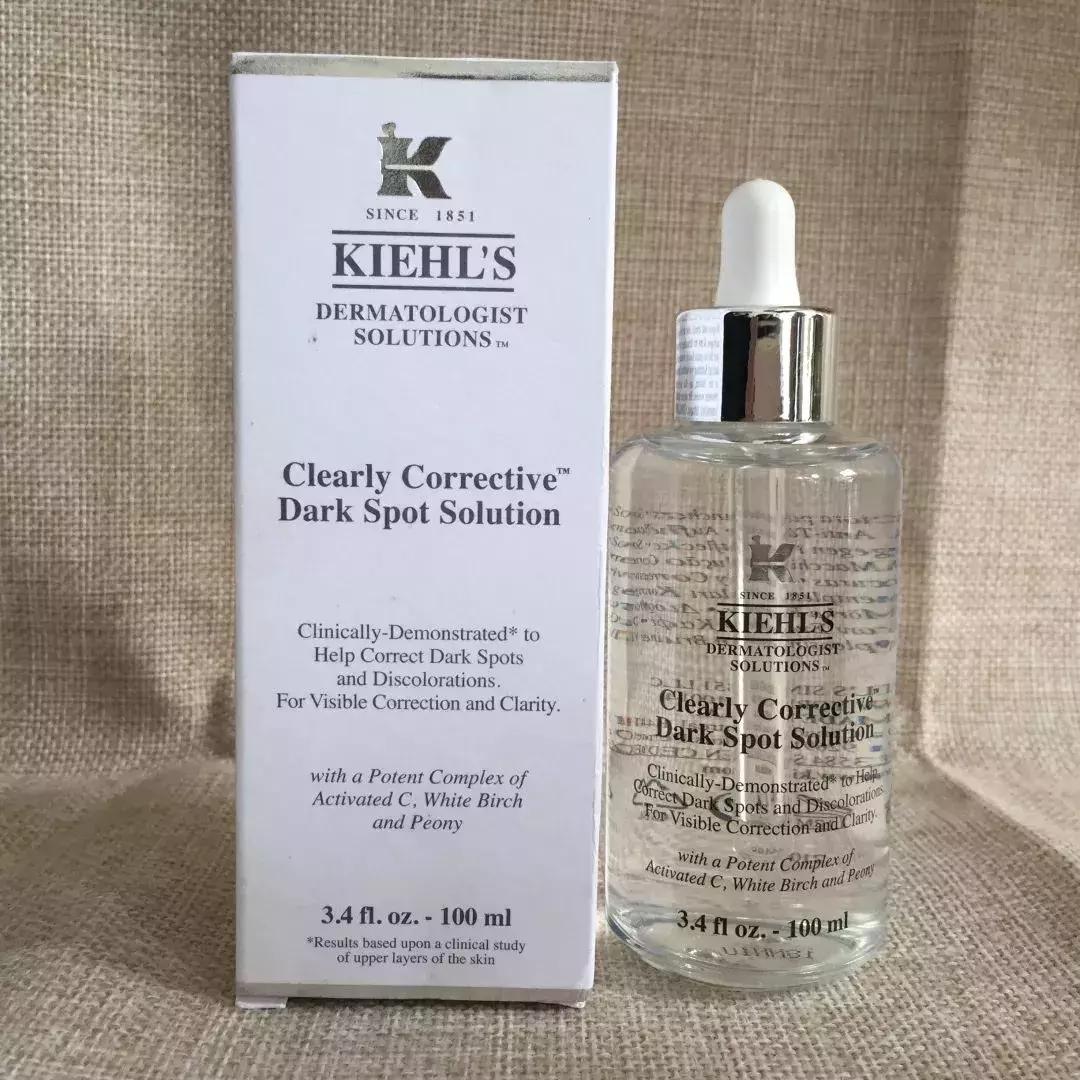 K
SINCE 1851
KIEHL'S
DERMATOLOGIST
SOLUTIONS™
Clearly Corrective™
Dark Spot Solution
Clinically-Demonstrated* to
Help Correct Dark Spots
and Discolorations.
For Visible Correction and Clarity.
with a Potent Complex of
Activated C, White Birch
and Peony
3.4 fl. oz. - 100 ml
*Results based upon a clinical study
of upper layers of the skin
K
SINCE 1851
KIEHL'S
DERMATOLOGIST
SOLUTIONS™
Clearly Corrective™
Dark Spot Solution
Clinically-Demonstrated* to Help
Correct Dark Spots and Discolorations.
For Visible Correction and Clarity.
with a Potent Complex of
Activated C, White Birch and Peony
3.4 fl oz. - 100 ml